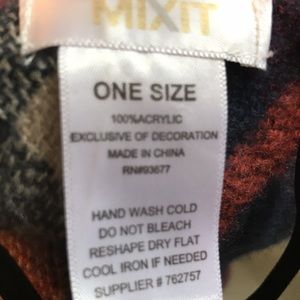 MIXIT
ONE SIZE
100%ACRYLIC
EXCLUSIVE OF DECORATION
MADE IN CHINA
RN#93677
HAND WASH COLD
DO NOT BLEACH
RESHAPE DRY FLAT
COOL IRON IF NEEDED
SUPPLIER # 762757